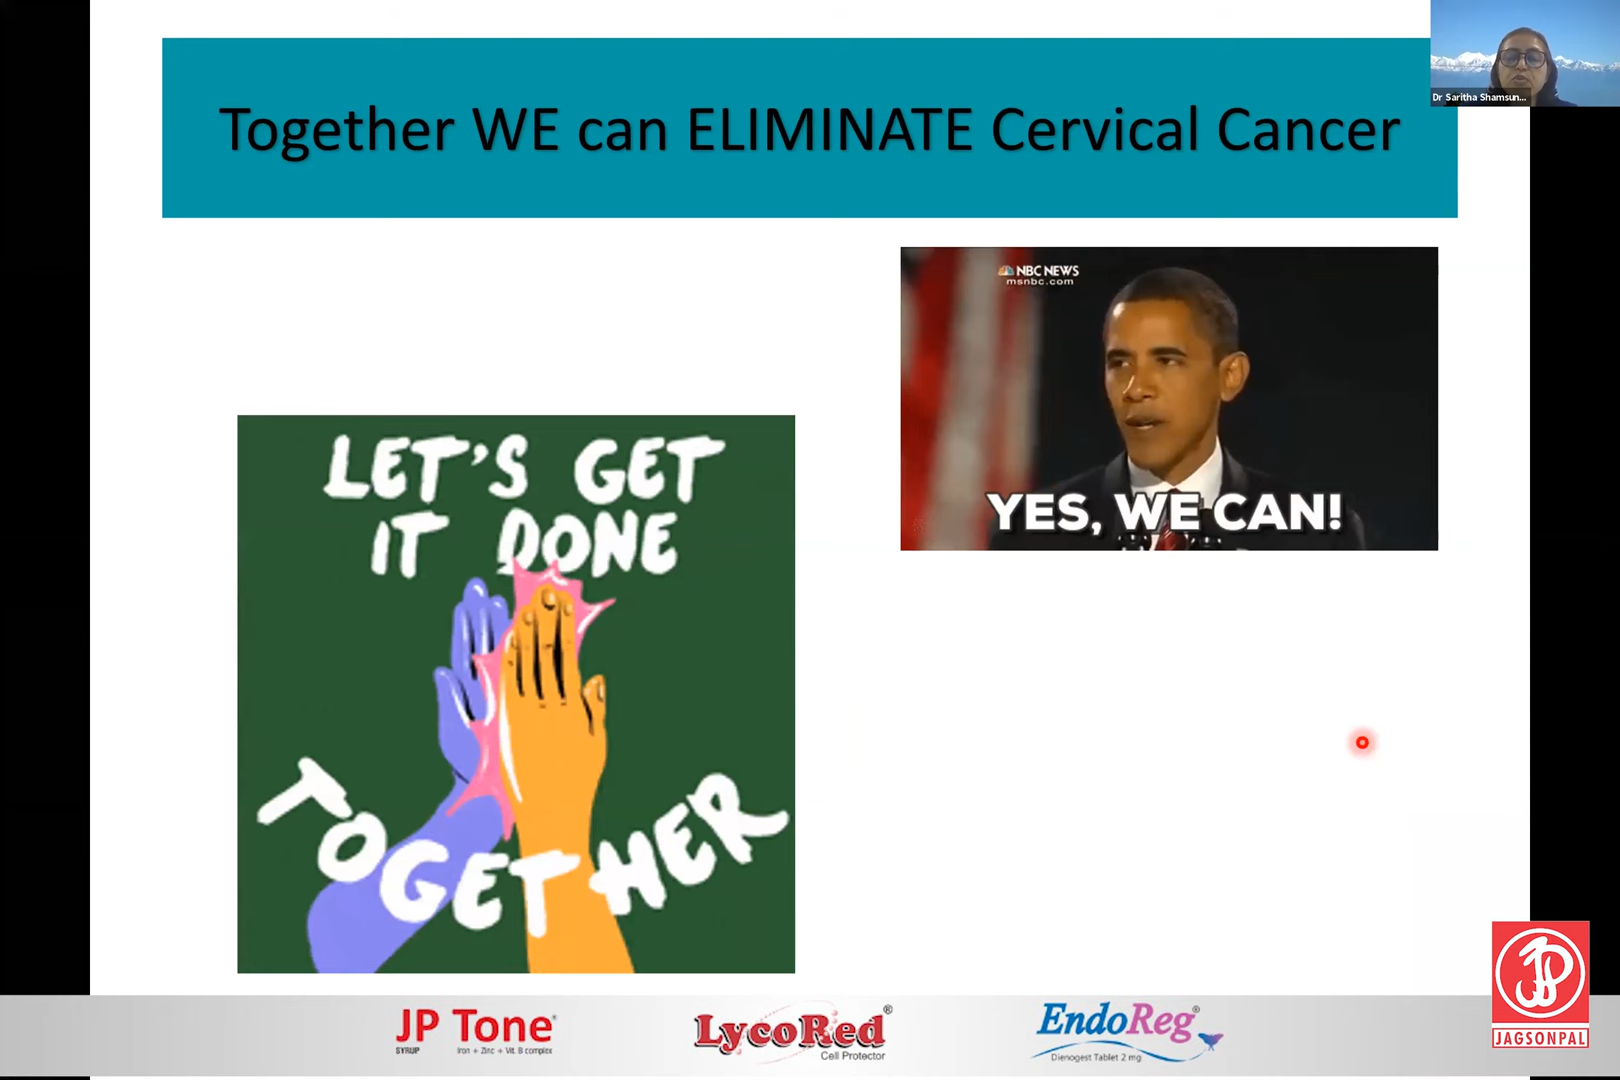 Together WE can ELIMINATE Cervical Cancer
Dr Saritha Shamsun...
NBC NEWS
msnbc.com
YES, WE CAN!
LET'S GET
IT DONE
TOGETHER
JP Tone
SYRUP Iron + Zinc + Vit. B complex
LycoRed®
Cell Protector
EndoReg®
Dienogest Tablet 2 mg
JP
JAGSONPAL